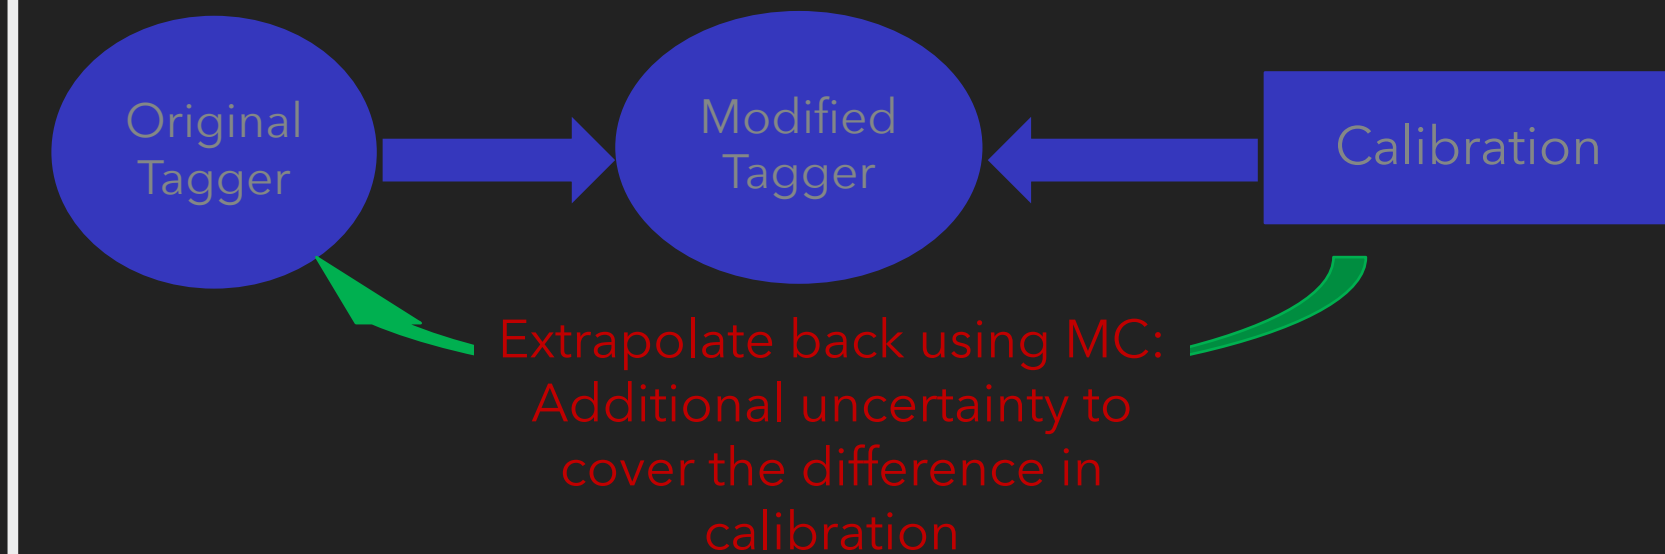 Original
Tagger
Modified
Tagger
Calibration
Extrapolate back using MC:
Additional uncertainty to
cover the difference in
calibration